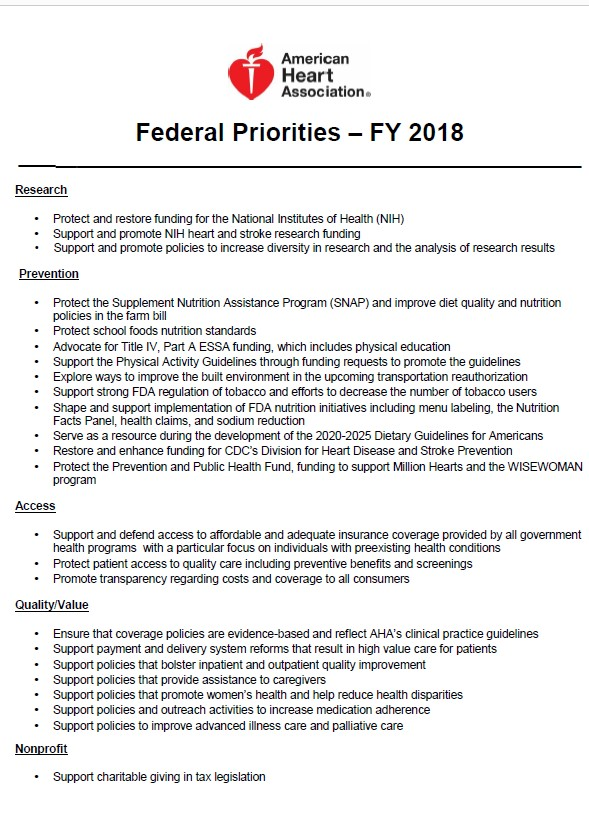 American
Heart
Association®
Federal Priorities – FY 2018
Research
• Protect and restore funding for the National Institutes of Health (NIH)
• Support and promote NIH heart and stroke research funding
• Support and promote policies to increase diversity in research and the analysis of research results
Prevention
• Protect the Supplement Nutrition Assistance Program (SNAP) and improve diet quality and nutrition
policies in the farm bill
• Protect school foods nutrition standards
• Advocate for Title IV, Part A ESSA funding, which includes physical education
• Support the Physical Activity Guidelines through funding requests to promote the guidelines
• Explore ways to improve the built environment in the upcoming transportation reauthorization
• Support strong FDA regulation of tobacco and efforts to decrease the number of tobacco users
• Shape and support implementation of FDA nutrition initiatives including menu labeling, the Nutrition
Facts Panel, health claims, and sodium reduction
• Serve as a resource during the development of the 2020-2025 Dietary Guidelines for Americans
• Restore and enhance funding for CDC's Division for Heart Disease and Stroke Prevention
• Protect the Prevention and Public Health Fund, funding to support Million Hearts and the WISEWOMAN
program
Access
• Support and defend access to affordable and adequate insurance coverage provided by all government
health programs with a particular focus on individuals with preexisting health conditions
• Protect patient access to quality care including preventive benefits and screenings
• Promote transparency regarding costs and coverage to all consumers
Quality/Value
• Ensure that coverage policies are evidence-based and reflect AHA's clinical practice guidelines
• Support payment and delivery system reforms that result in high value care for patients
• Support policies that bolster inpatient and outpatient quality improvement
• Support policies that provide assistance to caregivers
• Support policies that promote women's health and help reduce health disparities
• Support policies and outreach activities to increase medication adherence
• Support policies to improve advanced illness care and palliative care
Nonprofit
• Support charitable giving in tax legislation